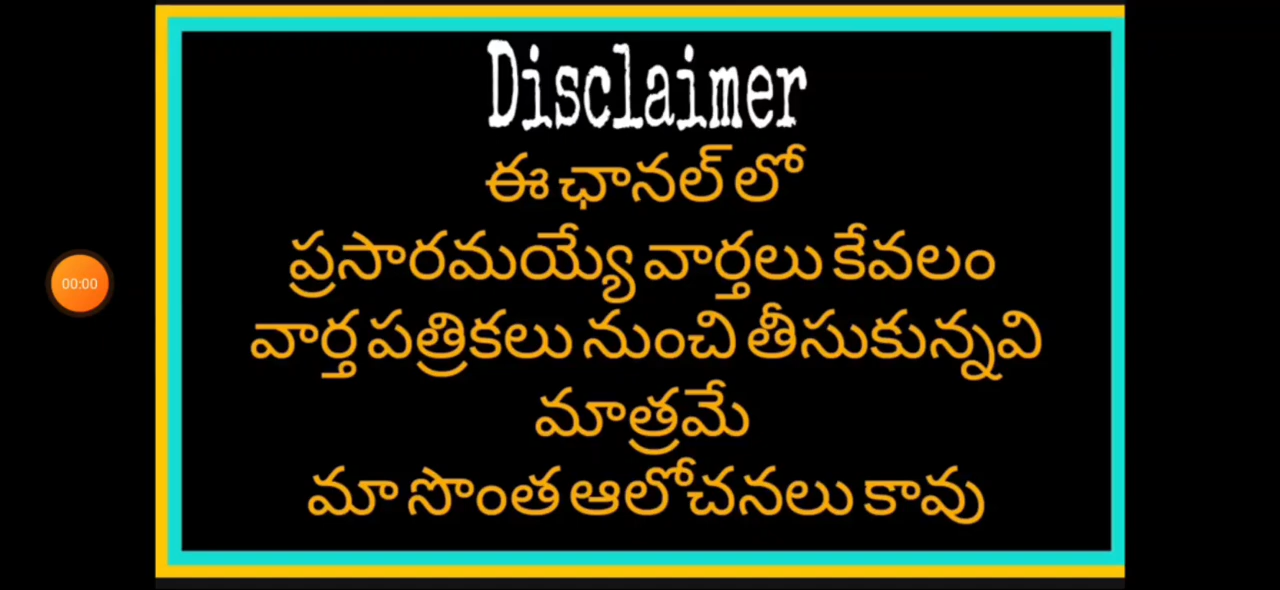 Disclaimer
ఈ ఛానల్ లో
ప్రసారమయ్యే వార్తలు కేవలం
00:00
వార్త పత్రికలు నుంచి తీసుకున్నవి
మాత్రమే
మా సొంత ఆలోచనలు కావు